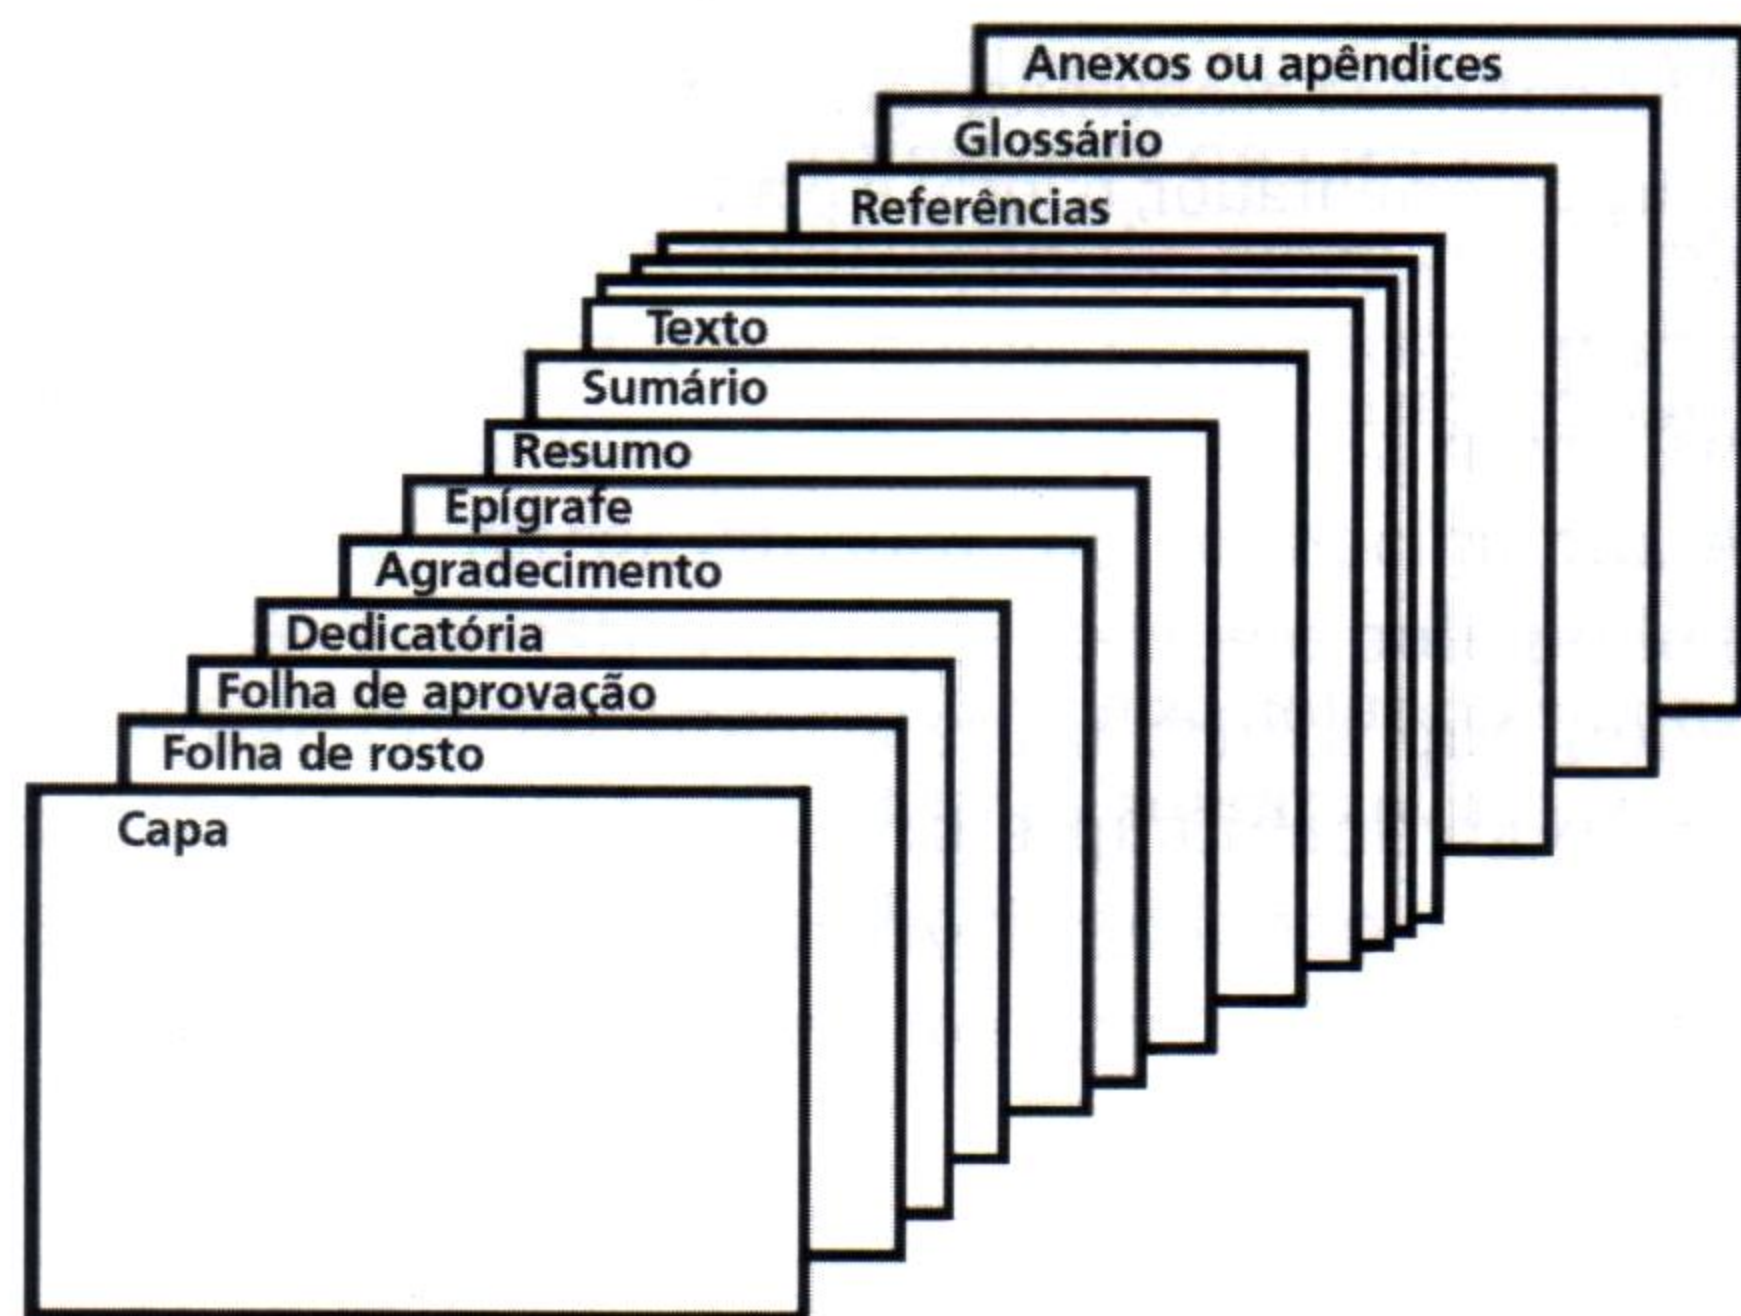 Anexos ou apêndices
Glossário
Referências
Texto
Sumário
Resumo
Epígrafe
Agradecimento
Dedicatória
Folha de aprovação
Folha de rosto
Capa